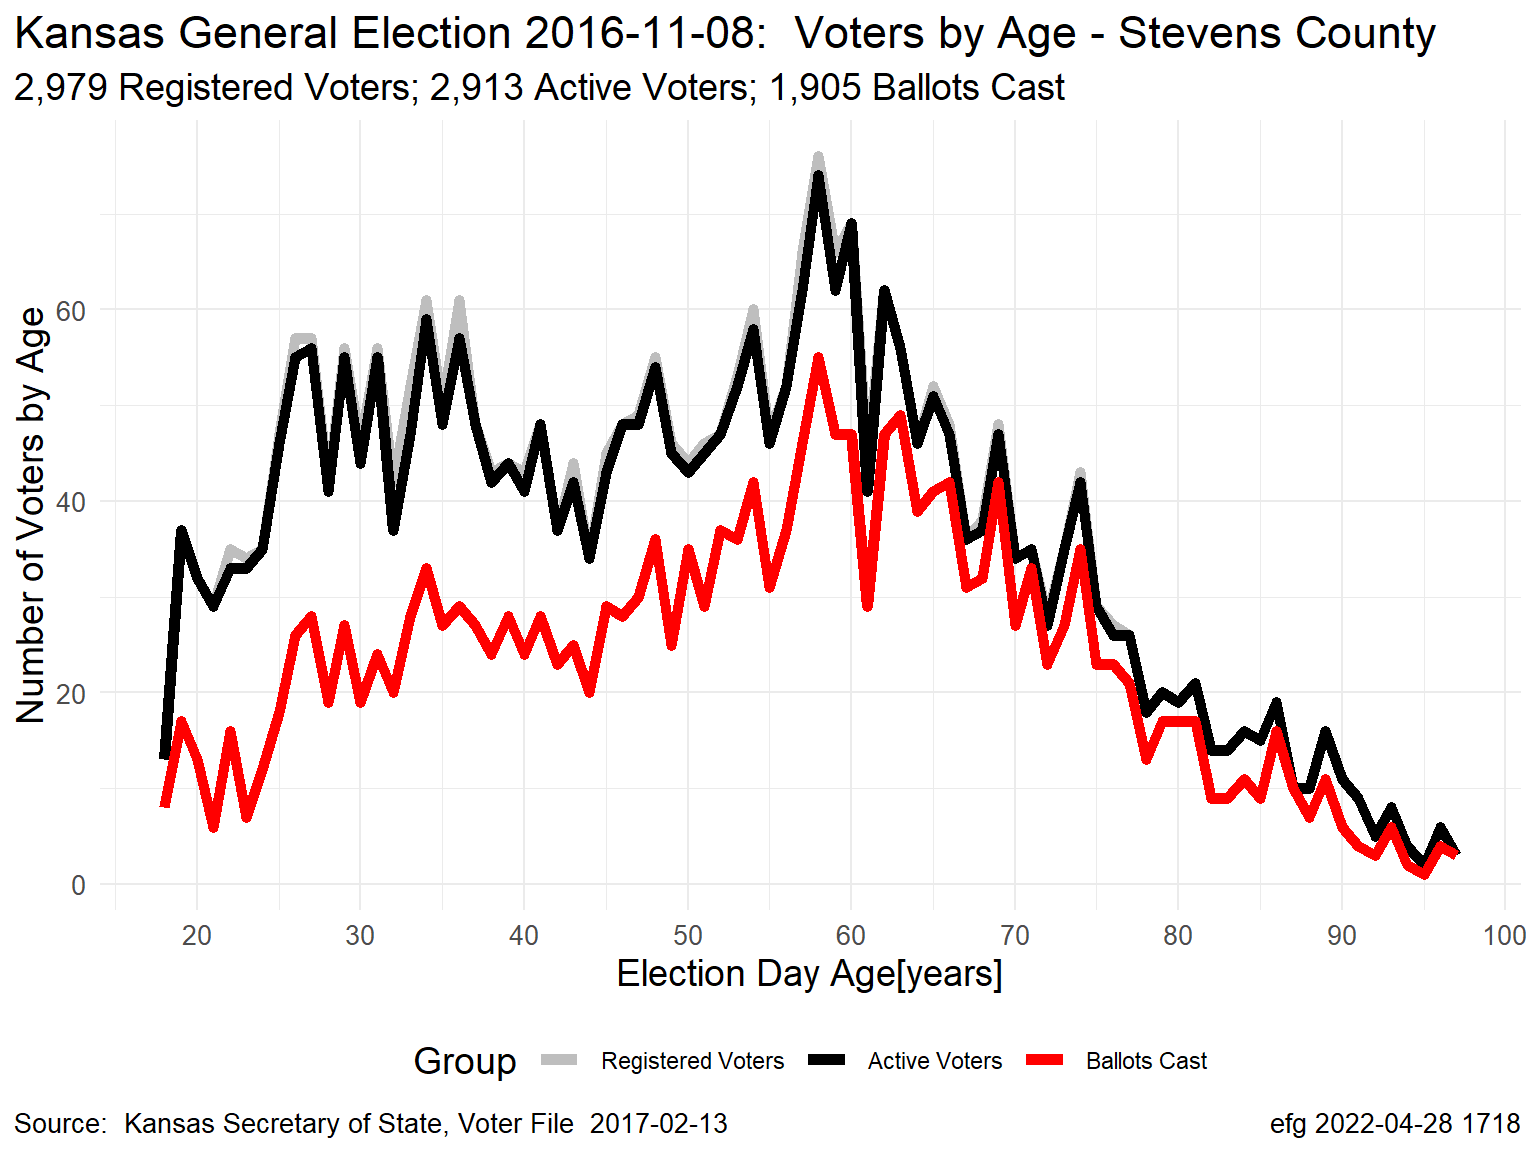 Kansas General Election 2016-11-08:  Voters by Age - Stevens County
2,979 Registered Voters; 2,913 Active Voters; 1,905 Ballots Cast
Number of Voters by Age
60
40
20
0
20 30 40 50 60 70 80 90 100
Election Day Age[years]
Group Registered Voters Active Voters Ballots Cast
Source:  Kansas Secretary of State, Voter File  2017-02-13
efg 2022-04-28 1718